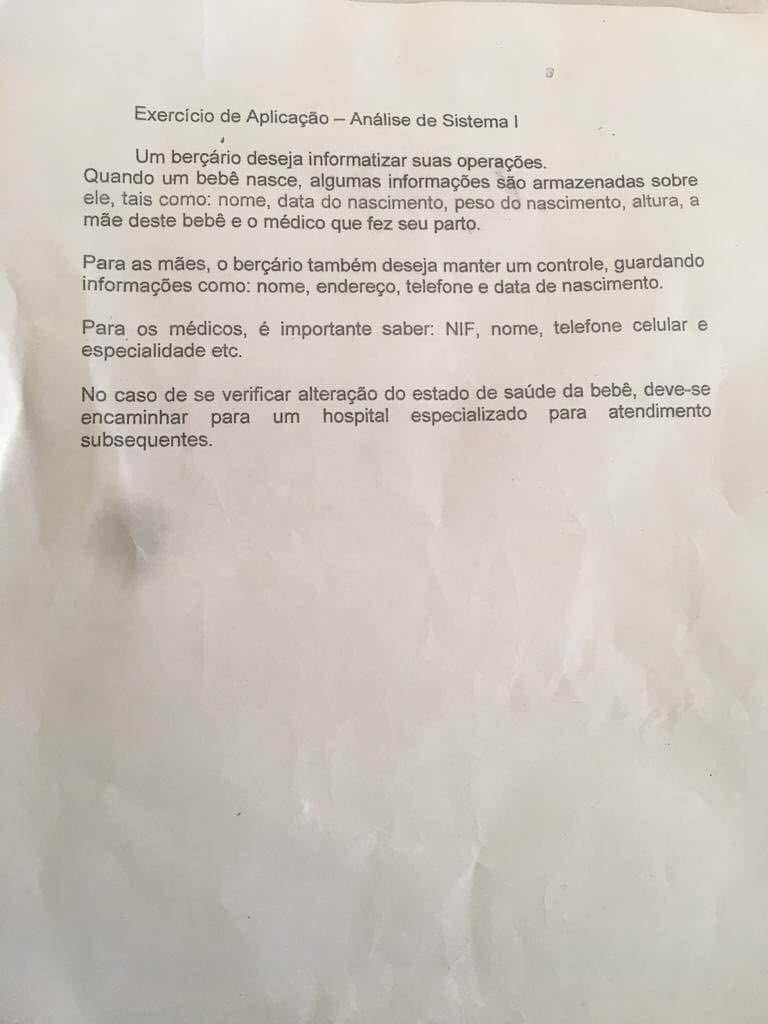 Exercício de Aplicação – Análise de Sistema I
Um berçário deseja informatizar suas operações.
Quando um bebê nasce, algumas informações são armazenadas sobre
ele, tais como: nome, data do nascimento, peso do nascimento, altura, a
mãe deste bebê e o médico que fez seu parto.
Para as mães, o berçário também deseja manter um controle, guardando
informações como: nome, endereço, telefone e data de nascimento.
Para os médicos, é importante saber: NIF, nome, telefone celular e
especialidade etc.
No caso de se verificar alteração do estado de saúde da bebê, deve-se
encaminhar para um hospital especializado para atendimento
subsequentes.